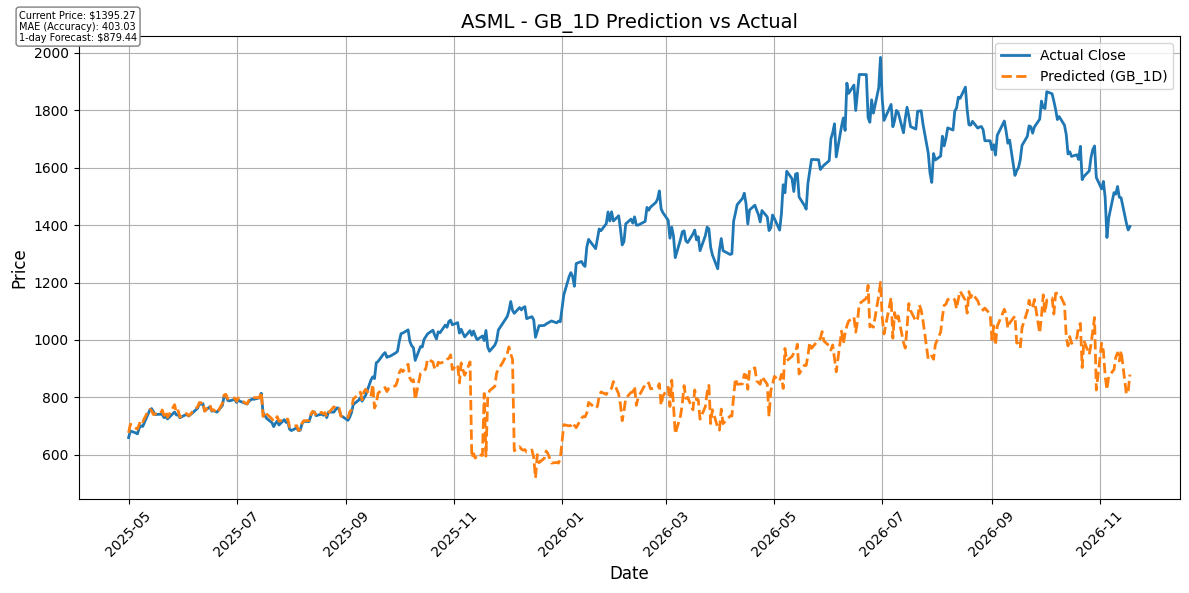 ASML - GB_1D Prediction vs Actual
Current Price: $1395.27
MAE (Accuracy): 403.03
1-day Forecast: $879.44
Actual Close
Predicted (GB_1D)
Price
2000
1800
1600
1400
1200
1000
800
600
2025-05
2025-07
2025-09
2025-11
2026-01
2026-03
2026-05
2026-07
2026-09
2026-11
Date